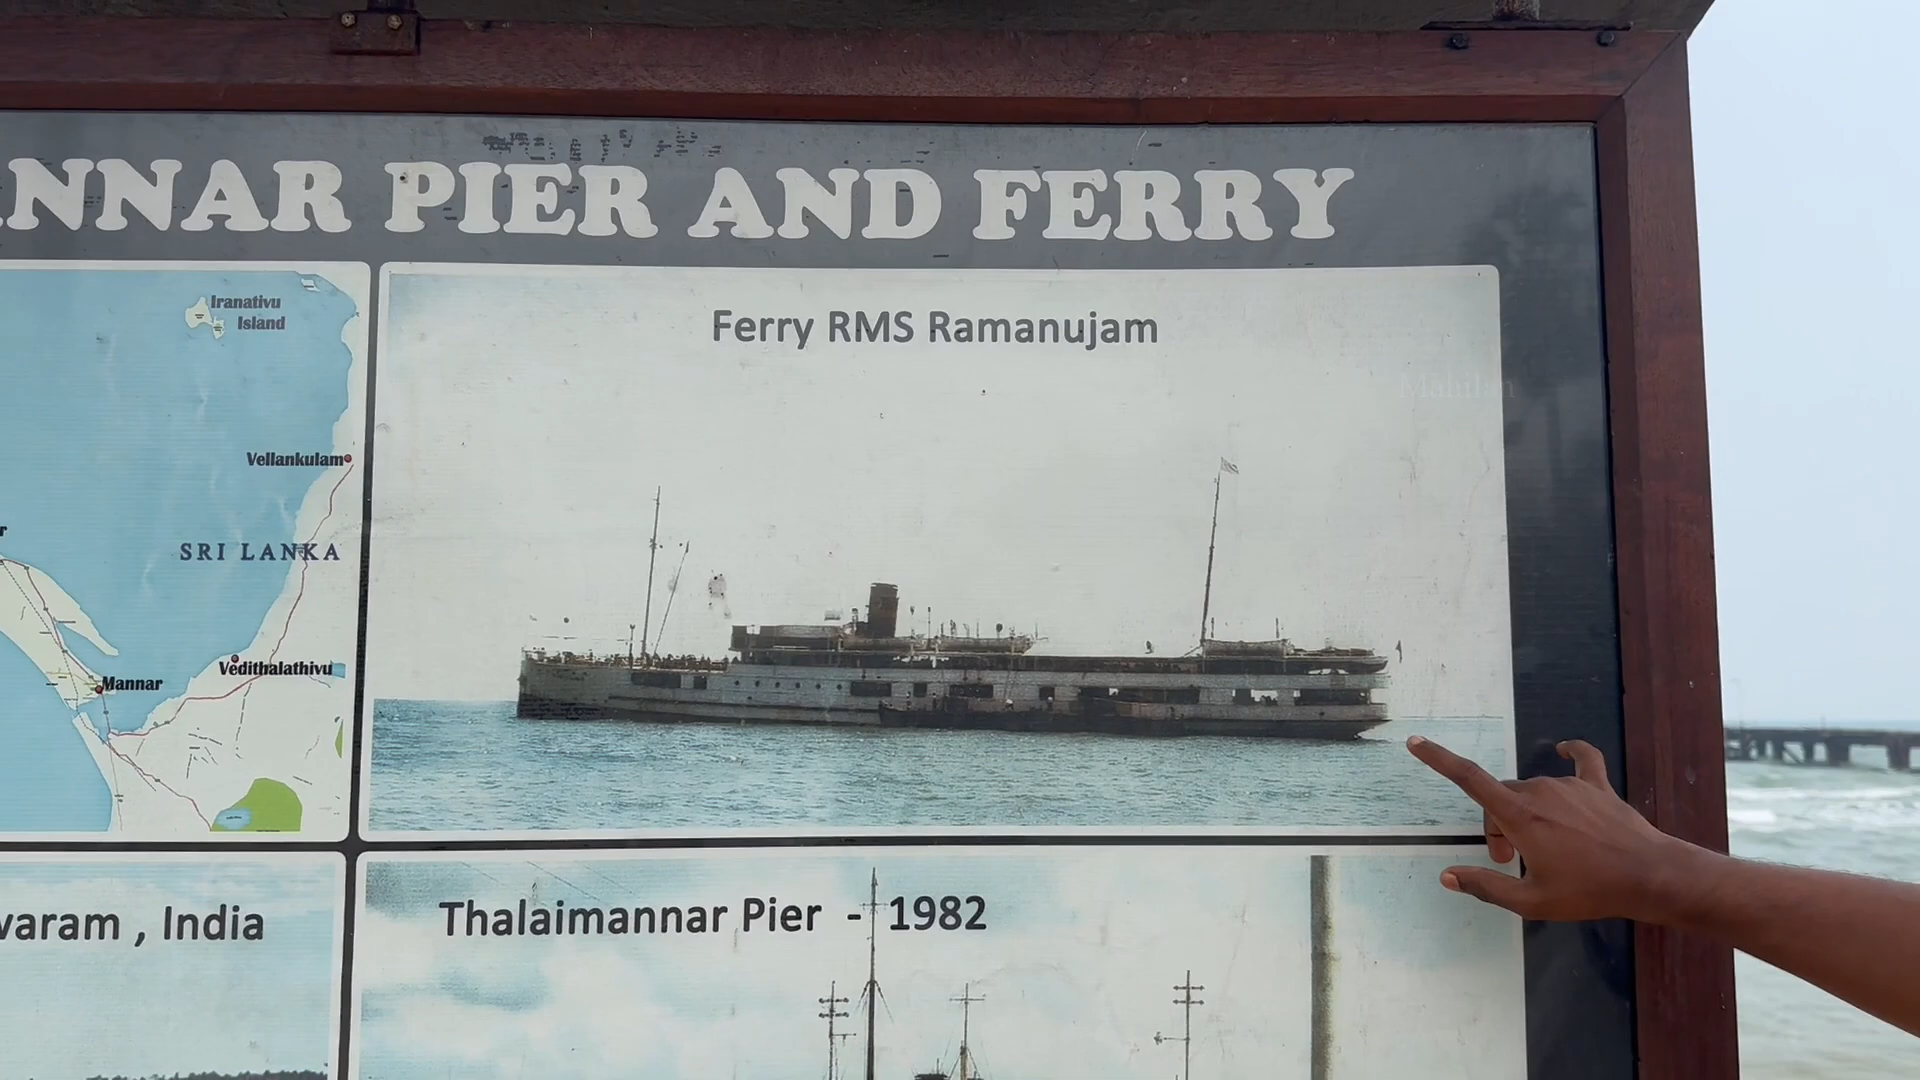 NNAR PIER AND FERRY
Iranativu
Island
Vellankulam
SRI LANKA
Vedithalathivu
Mannar
Ferry RMS Ramanujam
varam , India
Thalaimannar Pier - 1982